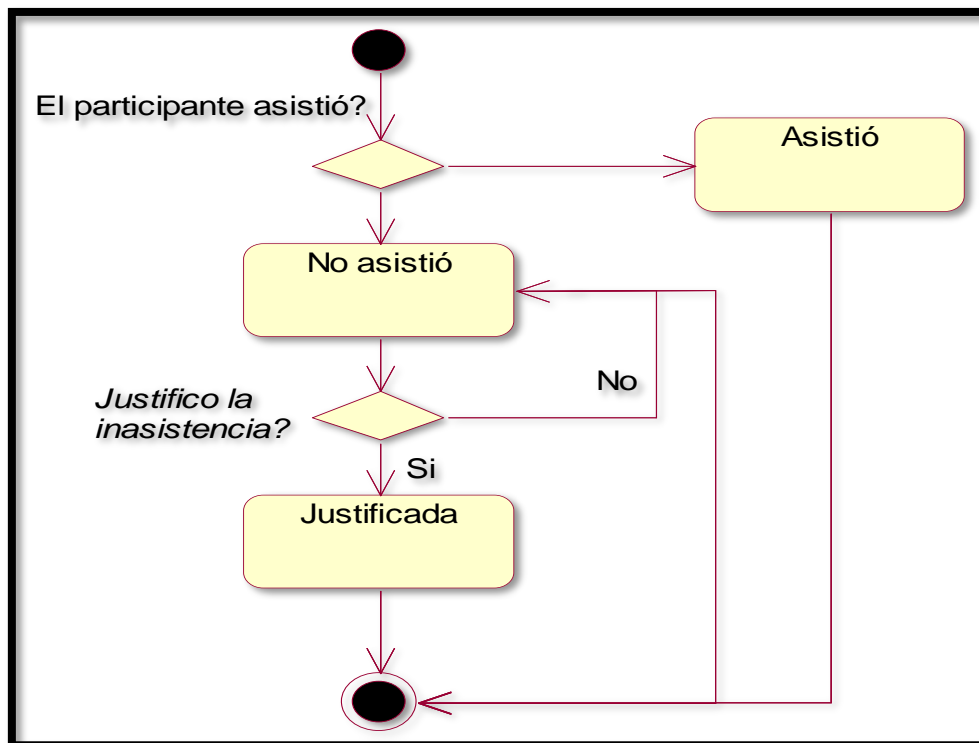 El participante asistió?
Asistió
No asistió
Justifico la
inasistencia?
No
Si
Justificada